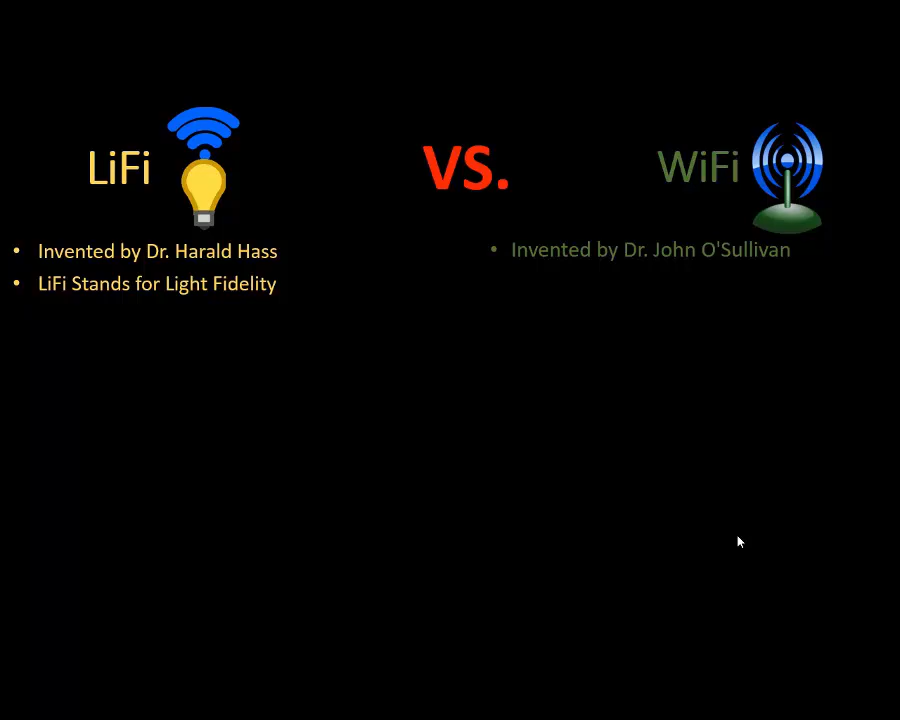 LiFi
VS.
WiFi
• Invented by Dr. Harald Hass
• LiFi Stands for Light Fidelity
• Invented by Dr. John O'Sullivan